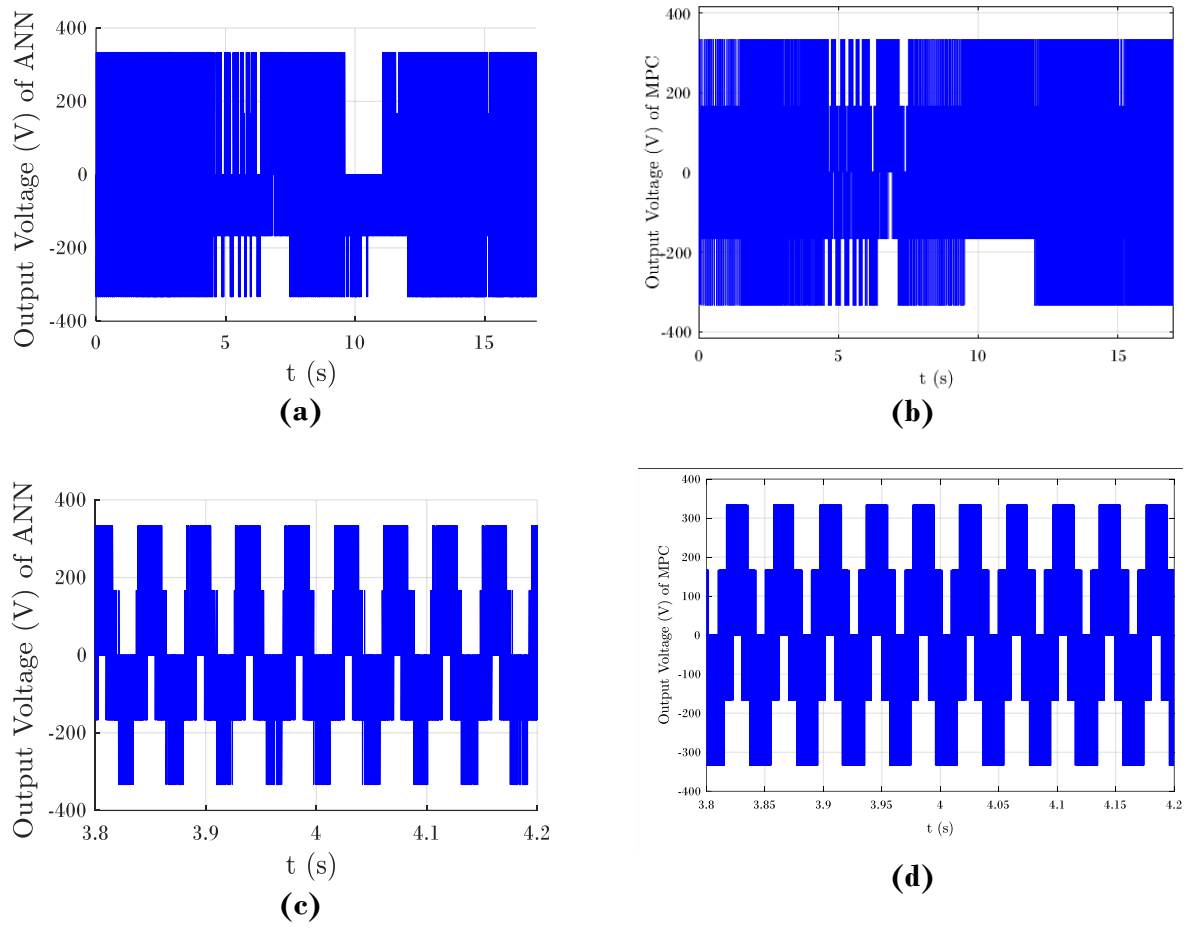 Output Voltage (V) of ANN
400
200
0
-200
-400
0 5 10 15
t (s)
(a)
Output Voltage (V) of MPC
400
200
0
-200
-400
0 5 10 15
t (s)
(b)
Output Voltage (V) of ANN
400
200
0
-200
-400
3.8 3.9 4 4.1 4.2
t (s)
(c)
Output Voltage (V) of MPC
400
300
200
100
0
-100
-200
-300
-400
3.8 3.85 3.9 3.95 4 4.05 4.1 4.15 4.2
t (s)
(d)